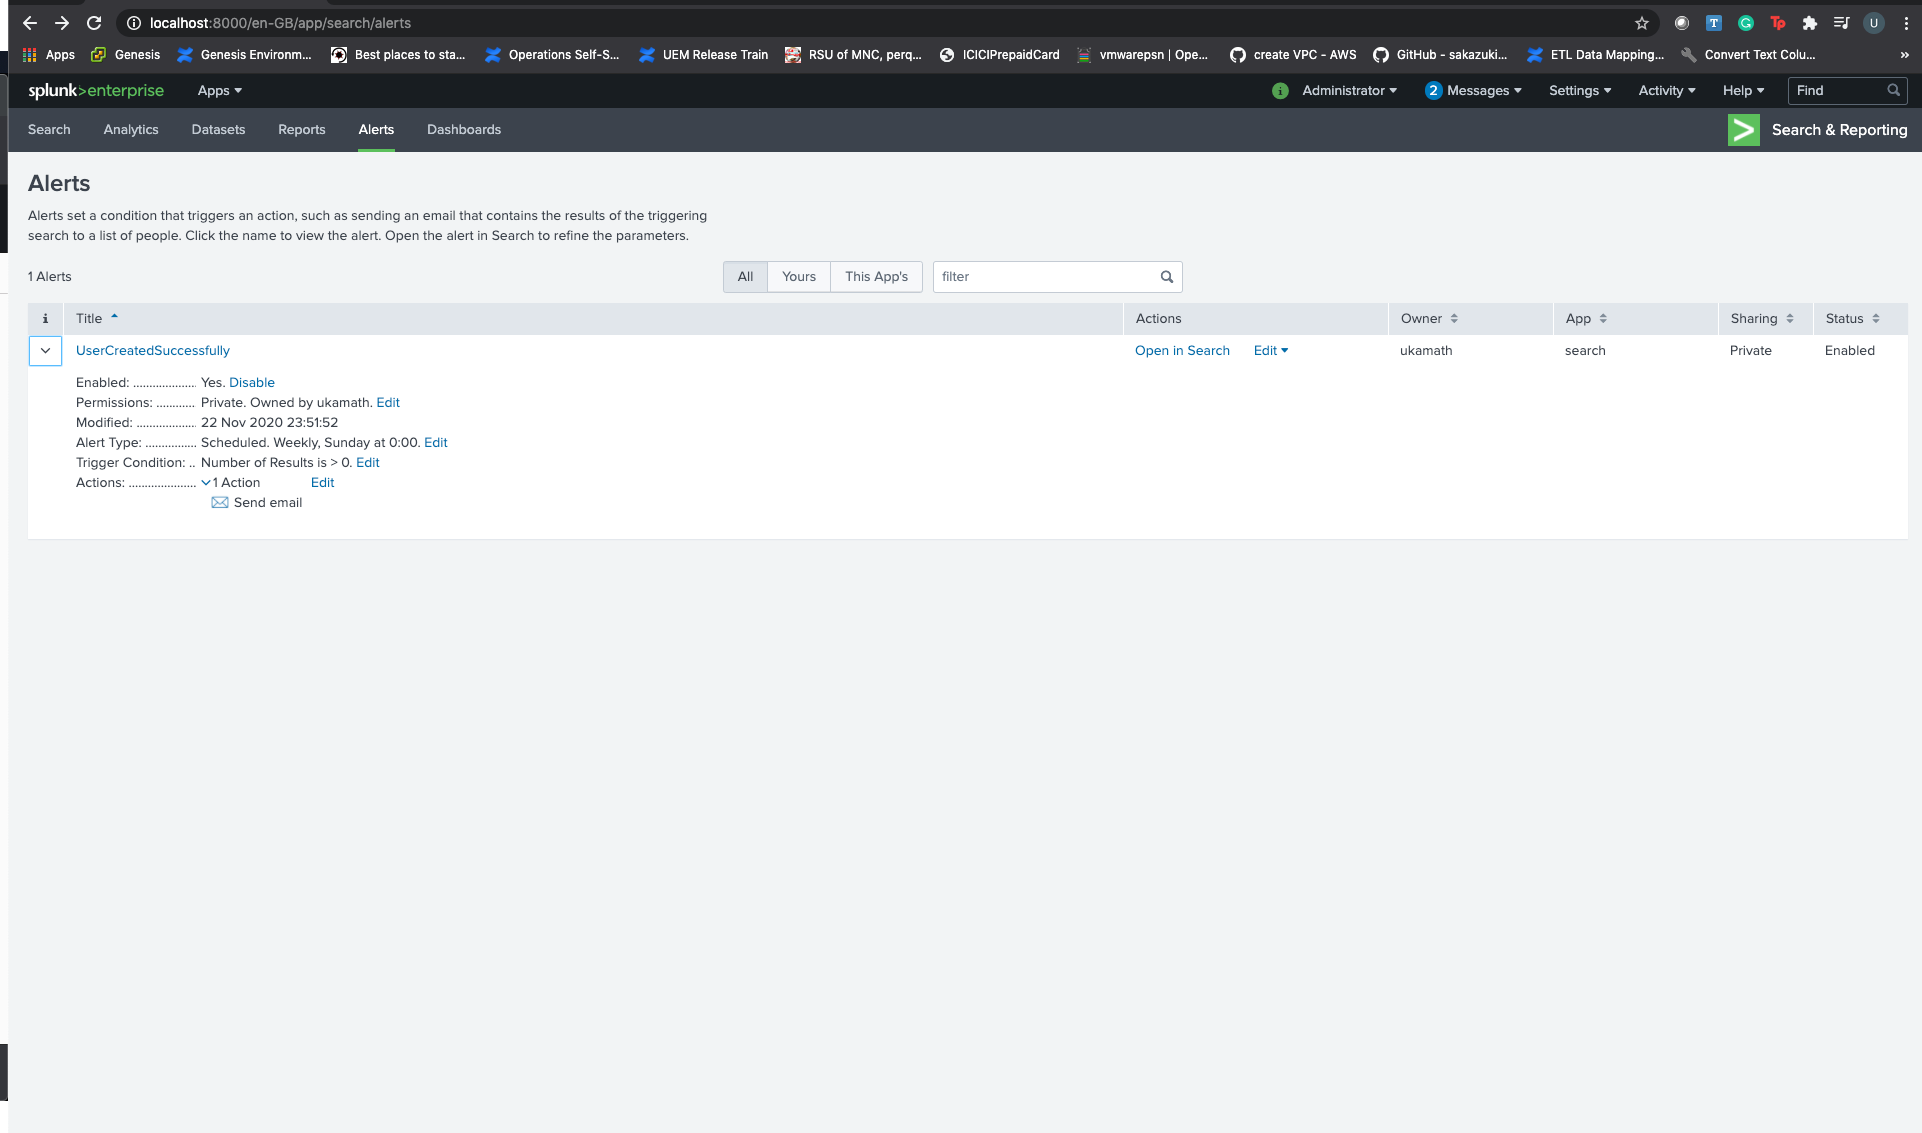 localhost:8000/en-GB/app/search/alerts
T G Tp U
Apps Genesis Genesis Environm... Best places to sta... Operations Self-S... UEM Release Train RSU of MNC, perq... ICICIPrepaidCard vmwarepsn | Ope... create VPC - AWS GitHub - sakazuki... ETL Data Mapping... Convert Text Colu... »
splunk>enterprise Apps i Administrator 2 Messages Settings Activity Help Find
Search Analytics Datasets Reports Alerts Dashboards Search & Reporting
Alerts
Alerts set a condition that triggers an action, such as sending an email that contains the results of the triggering
search to a list of people. Click the name to view the alert. Open the alert in Search to refine the parameters.
1 Alerts All Yours This App's filter
i Title Actions Owner App Sharing Status
UserCreatedSuccessfully Open in Search Edit ukamath search Private Enabled
Enabled: ................... Yes. Disable
Permissions: ............ Private. Owned by ukamath. Edit
Modified: .................. 22 Nov 2020 23:51:52
Alert Type: ............... Scheduled. Weekly, Sunday at 0:00. Edit
Trigger Condition: .. Number of Results is > 0. Edit
Actions: .................... 1 Action Edit
Send email